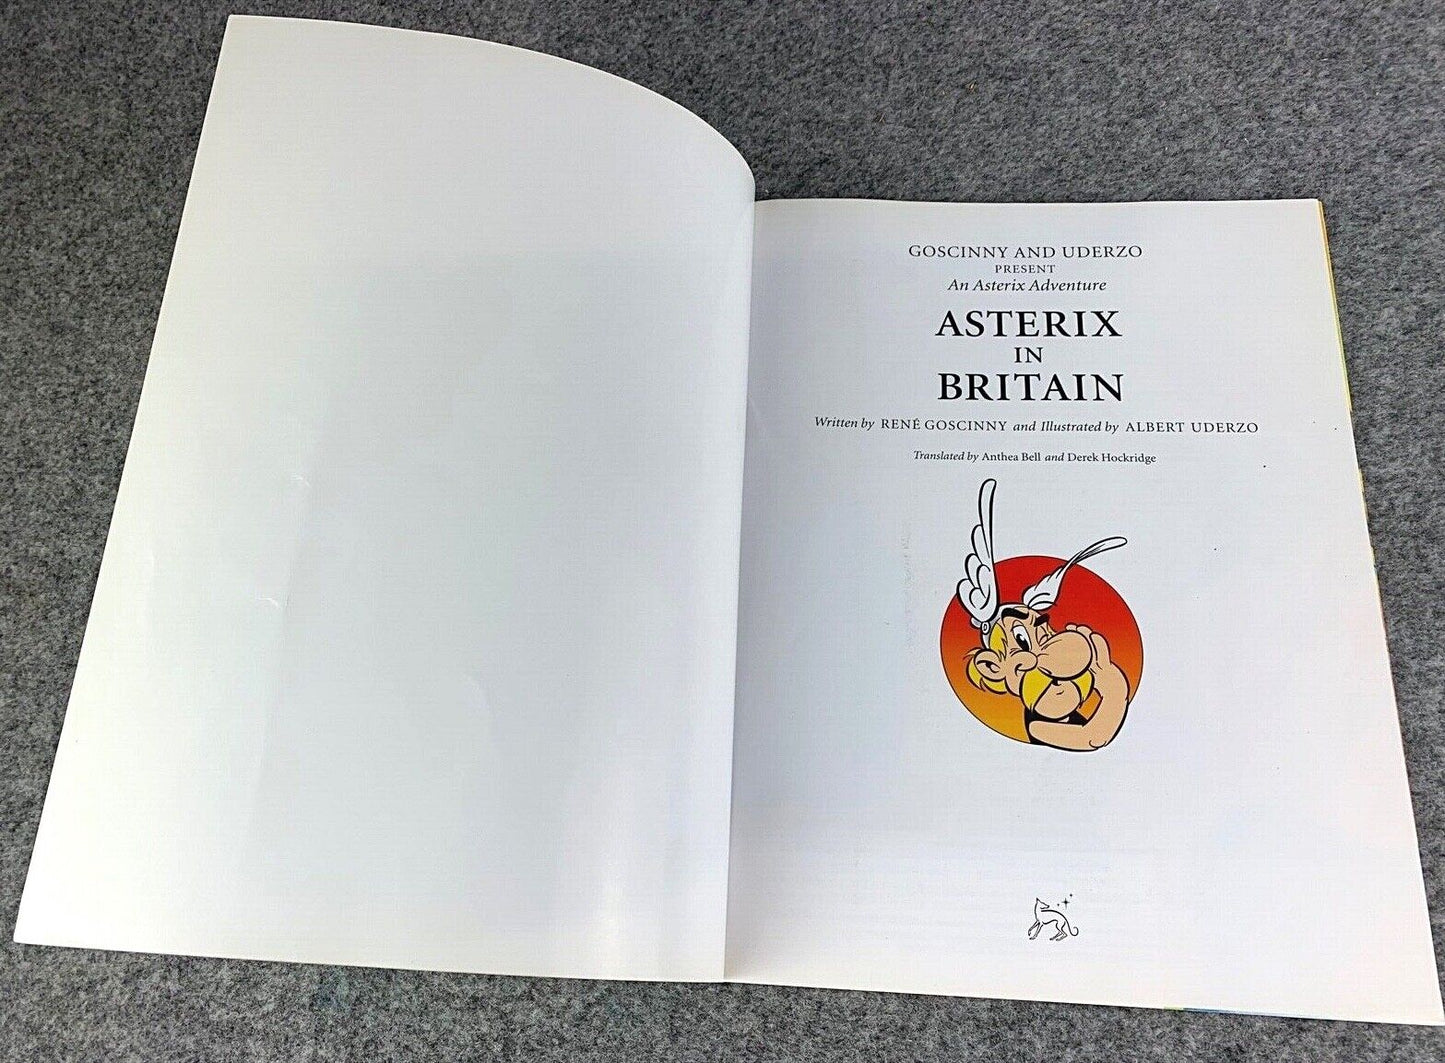 GOSCINNY AND UDERZO
PRESENT
An Asterix Adventure
ASTERIX
IN
BRITAIN
Written by RENÉ GOSCINNY and Illustrated by ALBERT UDERZO
Translated by Anthea Bell and Derek Hockridge